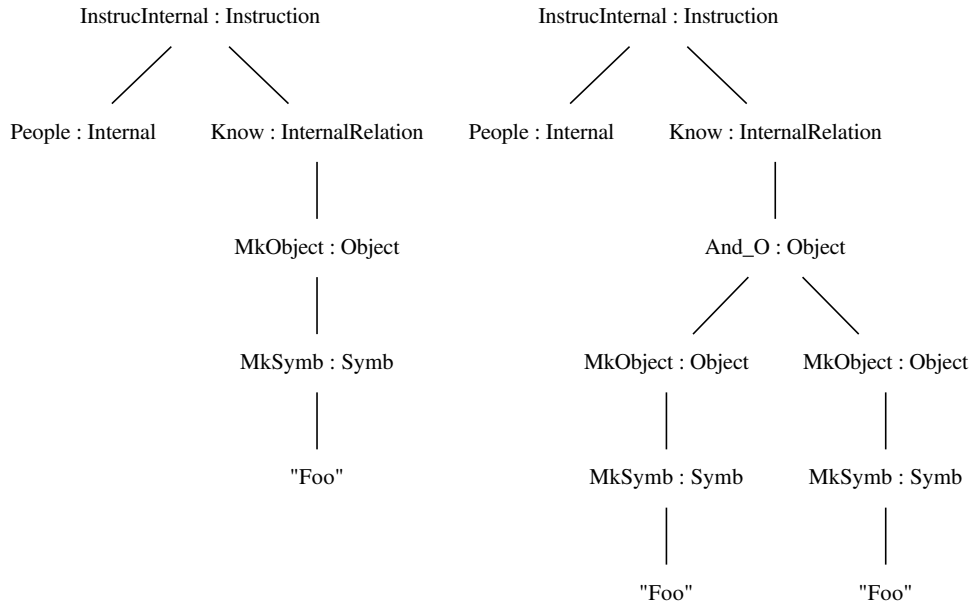 InstrucInternal : Instruction InstrucInternal : Instruction
People : Internal Know : InternalRelation People : Internal Know : InternalRelation
MkObject : Object And_O : Object
MkSymb : Symb MkObject : Object MkObject : Object
"Foo" MkSymb : Symb MkSymb : Symb
"Foo" "Foo"